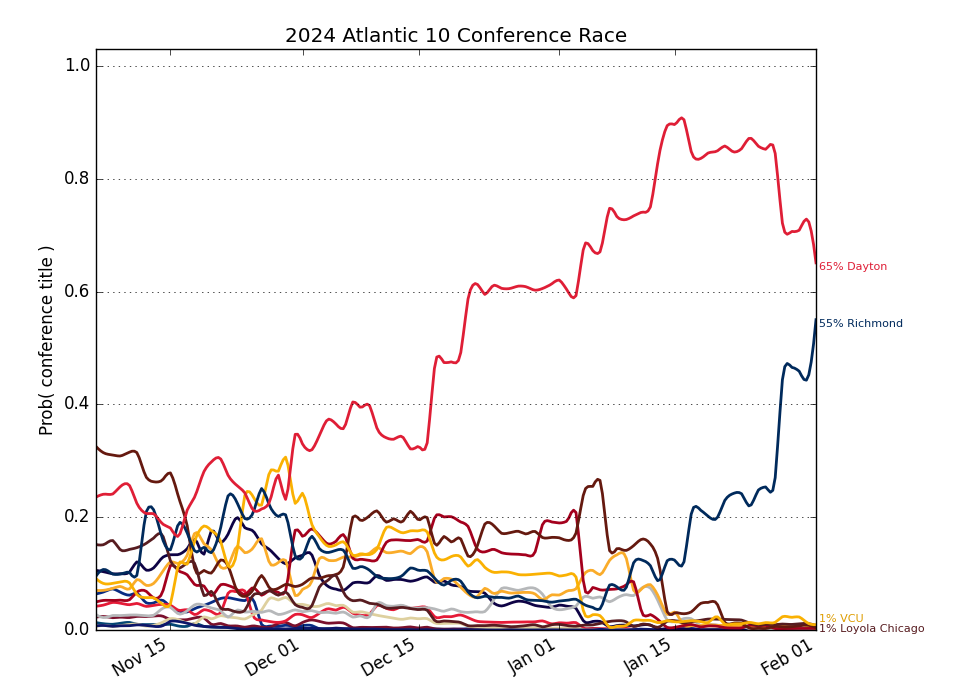 2024 Atlantic 10 Conference Race
Prob( conference title )
1.0
0.8
0.6
0.4
0.2
0.0
Nov 15
Dec 01
Dec 15
Jan 01
Jan 15
Feb 01
65% Dayton
55% Richmond
1% VCU
1% Loyola Chicago